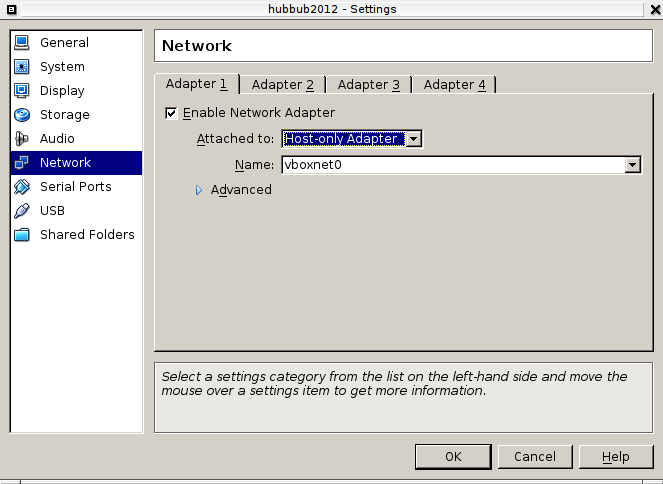 hubbub2012 - Settings
General
System
Display
Storage
Audio
Network
Serial Ports
USB
Shared Folders
Network
Adapter 1 Adapter 2 Adapter 3 Adapter 4
Enable Network Adapter
Attached to: Host-only Adapter
Name: vboxnet0
Advanced
Select a settings category from the list on the left-hand side and move the
mouse over a settings item to get more information.
OK Cancel Help